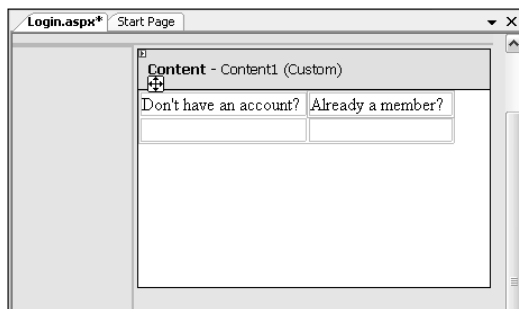 Login.aspx* Start Page
Content - Content1 (Custom)
Don't have an account? Already a member?